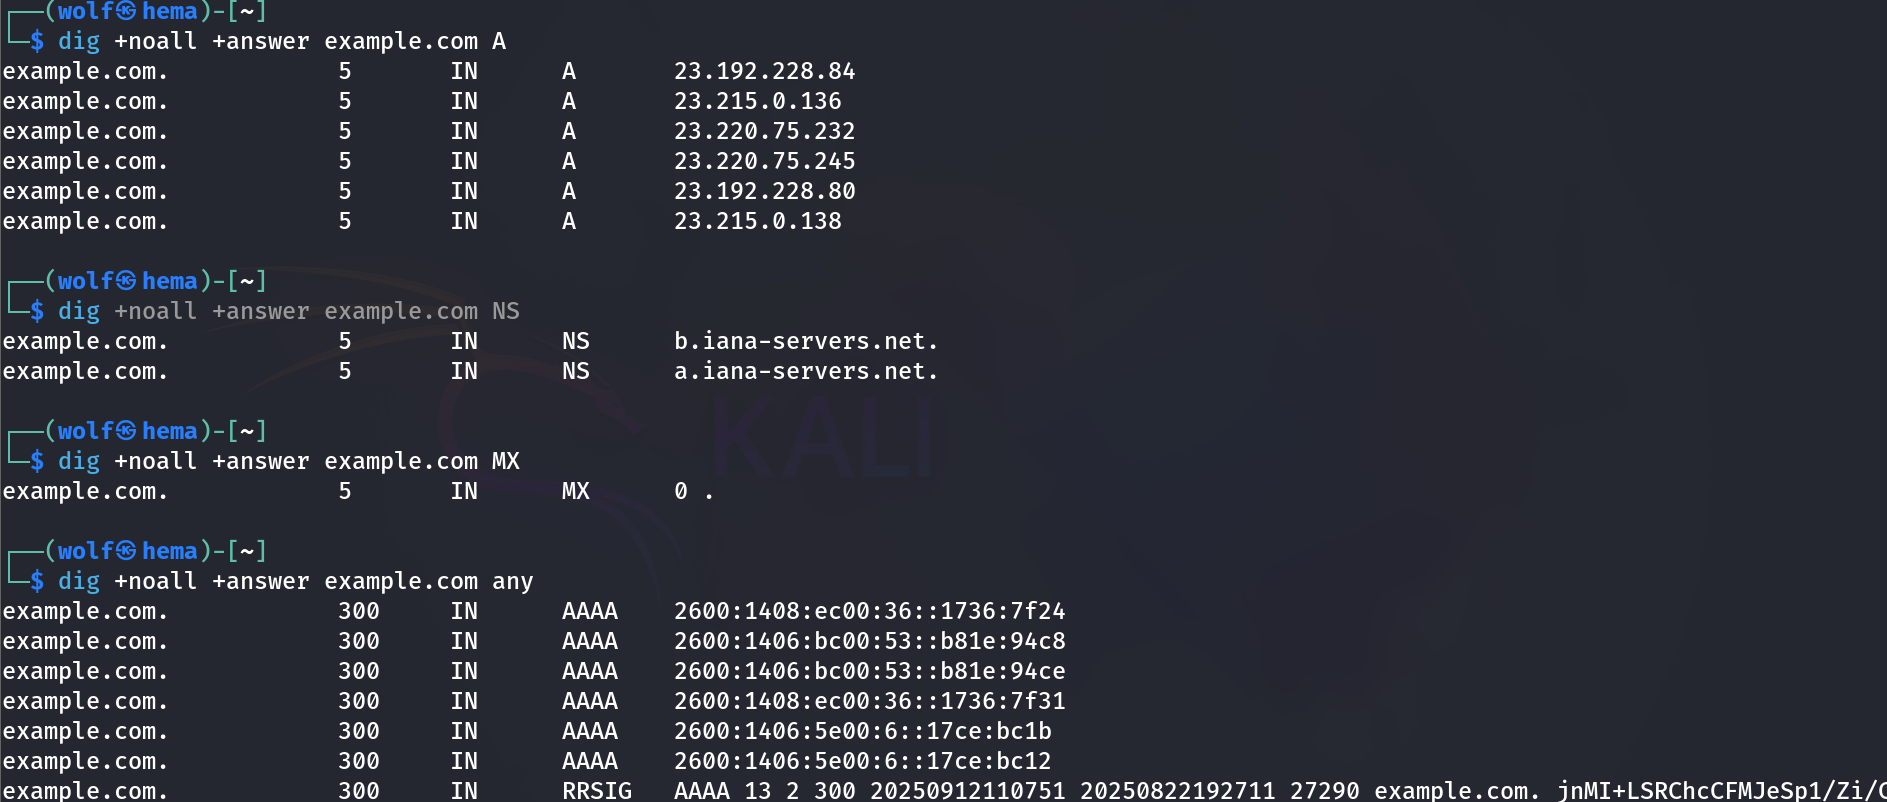 (wolf㉿hema)-[~]
$ dig +noall +answer example.com A
example.com. 5 IN A 23.192.228.84
example.com. 5 IN A 23.215.0.136
example.com. 5 IN A 23.220.75.232
example.com. 5 IN A 23.220.75.245
example.com. 5 IN A 23.192.228.80
example.com. 5 IN A 23.215.0.138
(wolf㉿hema)-[~]
$ dig +noall +answer example.com NS
example.com. 5 IN NS b.iana-servers.net.
example.com. 5 IN NS a.iana-servers.net.
KALI
(wolf㉿hema)-[~]
$ dig +noall +answer example.com MX
example.com. 5 IN MX 0 .
(wolf㉿hema)-[~]
$ dig +noall +answer example.com any
example.com. 300 IN AAAA 2600:1408:ec00:36::1736:7f24
example.com. 300 IN AAAA 2600:1406:bc00:53::b81e:94c8
example.com. 300 IN AAAA 2600:1406:bc00:53::b81e:94ce
example.com. 300 IN AAAA 2600:1408:ec00:36::1736:7f31
example.com. 300 IN AAAA 2600:1406:5e00:6::17ce:bc1b
example.com. 300 IN AAAA 2600:1406:5e00:6::17ce:bc12
example.com. 300 IN RRSIG AAAA 13 2 300 20250912110751 20250822192711 27290 example.com. jnMI+LSRChcCFMJeSp1/Zi/